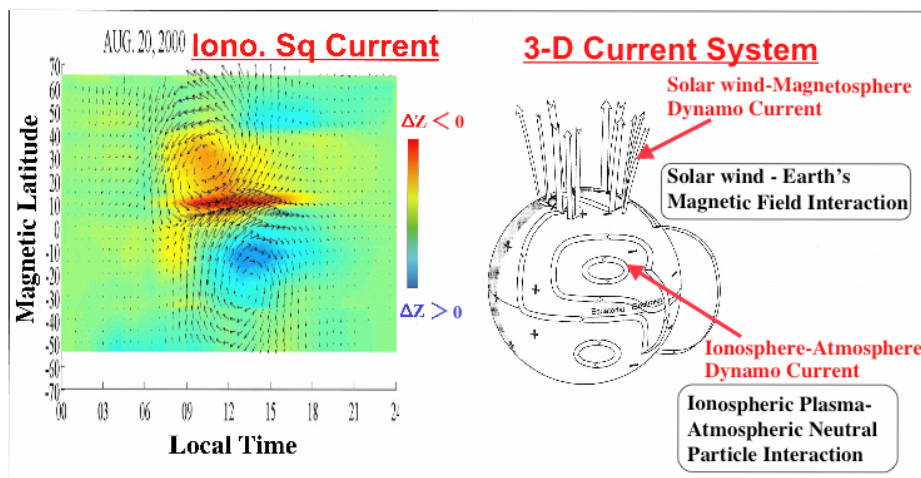 AUG. 20, 2000
Iono. Sq Current
3-D Current System
70
60
50
40
30
20
10
0
-10
-20
-30
-40
-50
-60
-70
Magnetic Latitude
00
03
06
09
12
15
18
21
24
Local Time
ΔZ < 0
ΔZ > 0
Solar wind-Magnetosphere
Dynamo Current
Solar wind - Earth's
Magnetic Field Interaction
Equatorial
Ionosphere-Atmosphere
Dynamo Current
Ionospheric Plasma-
Atmospheric Neutral
Particle Interaction